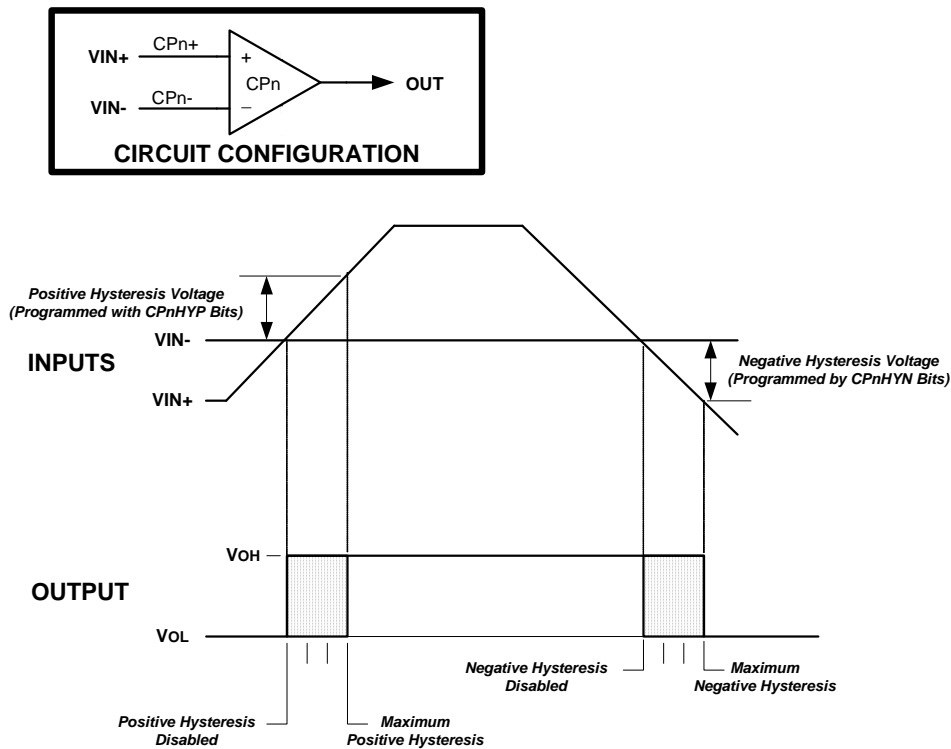 VIN+
CPn+
+
CPn
OUT
VIN-
CPn-
_
CIRCUIT CONFIGURATION
Positive Hysteresis Voltage
(Programmed with CPnHYP Bits)
VIN-
INPUTS
Negative Hysteresis Voltage
(Programmed by CPnHYN Bits)
VIN+
VOH
OUTPUT
VOL
Negative Hysteresis
Disabled
Maximum
Negative Hysteresis
Positive Hysteresis
Disabled
Maximum
Positive Hysteresis